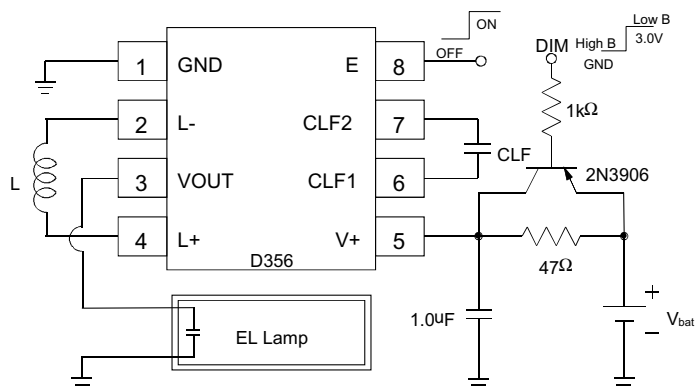 ON
OFF
Low B
3.0V
High B
GND
DIM
1kΩ
1 GND
E 8
2 L-
CLF2 7
CLF
L
3 VOUT
CLF1 6
2N3906
4 L+
V+ 5
D356
47Ω
1.0uF
EL Lamp
+
Vbat
−